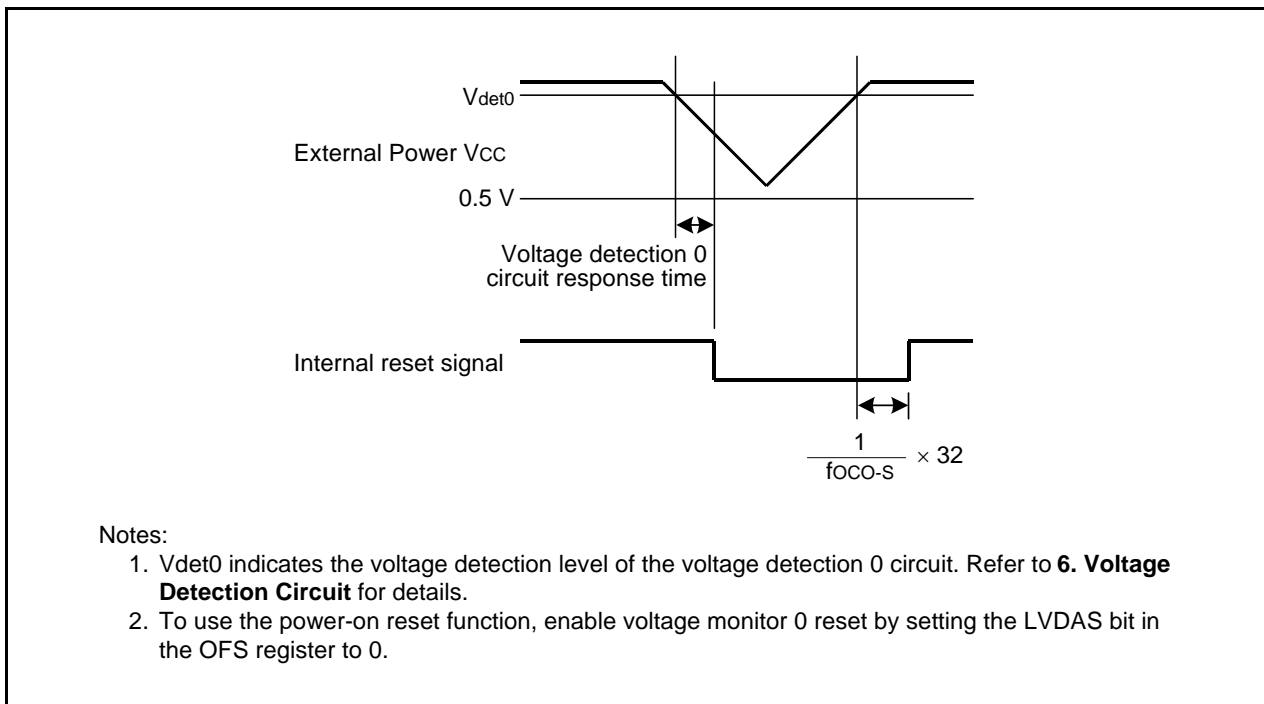 Vdet0
External Power VCC
0.5 V
Voltage detection 0
circuit response time
Internal reset signal
1
fOCO-S
× 32
Notes:
1. Vdet0 indicates the voltage detection level of the voltage detection 0 circuit. Refer to 6. Voltage
Detection Circuit for details.
2. To use the power-on reset function, enable voltage monitor 0 reset by setting the LVDAS bit in
the OFS register to 0.